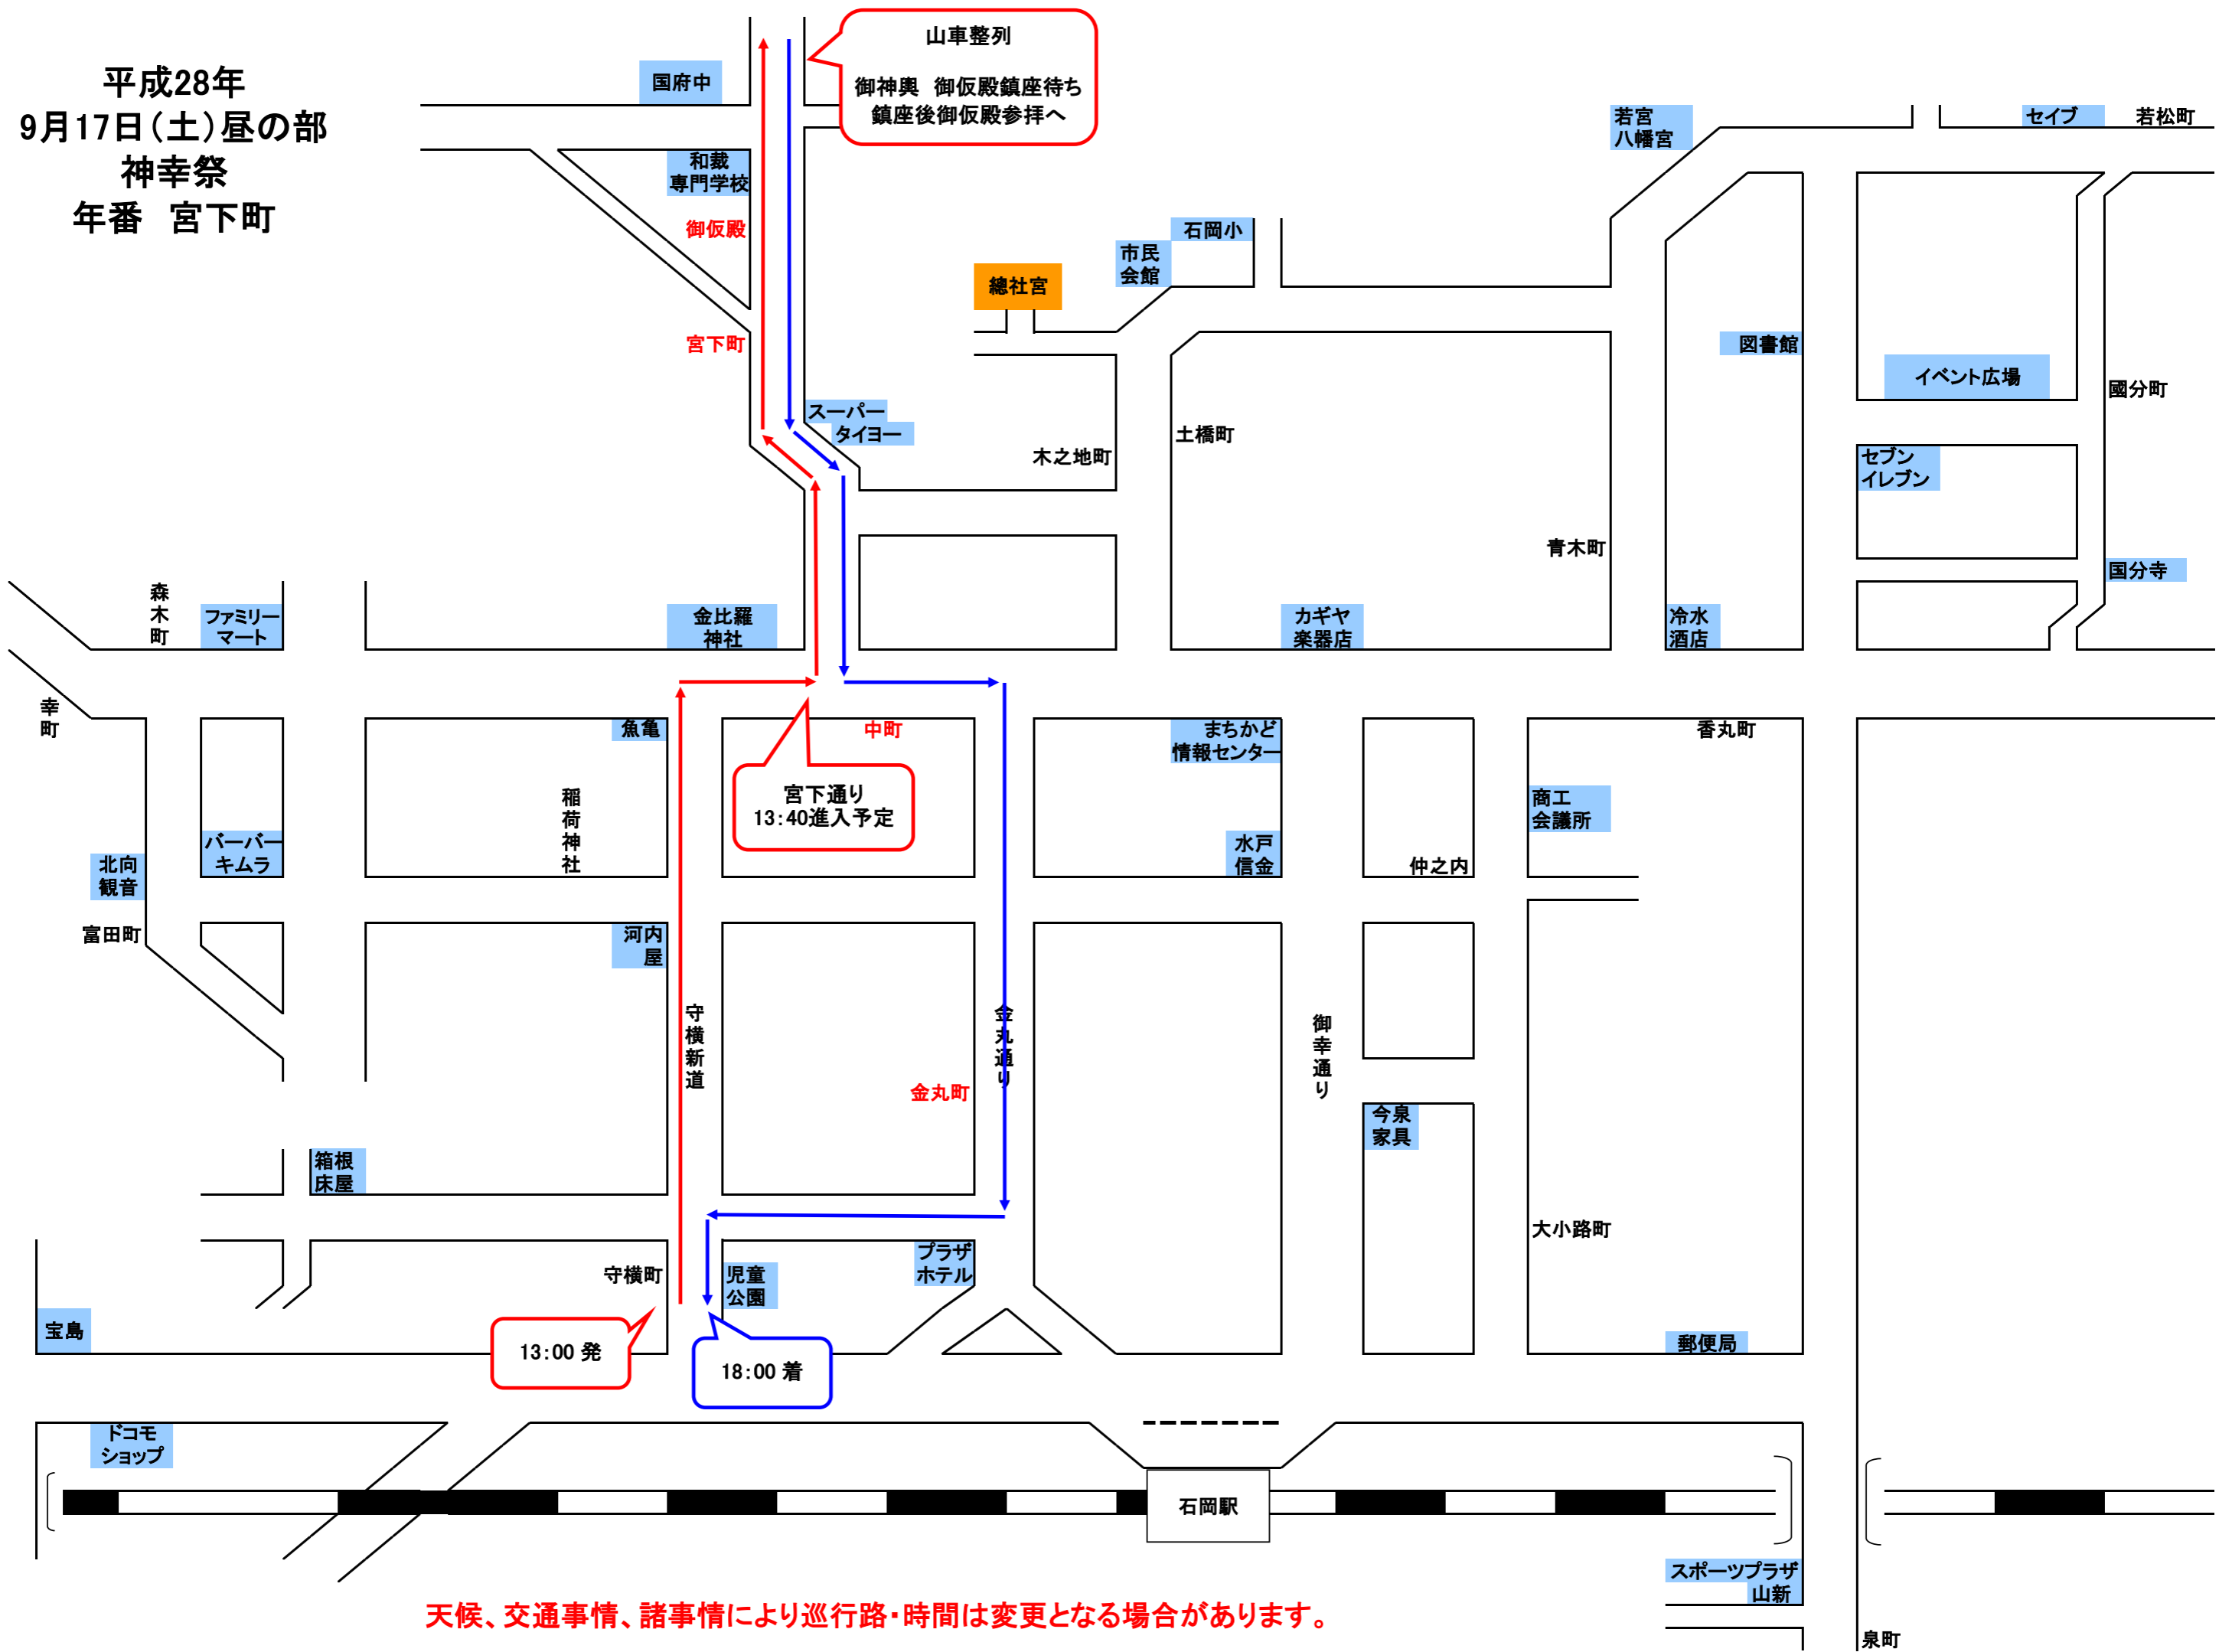 平成28年
9月17日(土)昼の部
神幸祭
年番　宮下町
山車整列
御神輿　御仮殿鎮座待ち
鎮座後御仮殿参拝へ
国府中
和裁
専門学校
御仮殿
宮下町
總社宮
市民
会館
石岡小
若宮
八幡宮
セイブ
若松町
図書館
イベント広場
國分町
スーパー
タイヨー
木之地町
土橋町
青木町
セブン
イレブン
国分寺
森木町
ファミリー
マート
金比羅
神社
カギヤ
楽器店
冷水
酒店
幸町
魚亀
中町
まちかど
情報センター
香丸町
宮下通り
13:40進入予定
稲荷神社
商工
会議所
北向
観音
バーバー
キムラ
水戸
信金
仲之内
富田町
河内
屋
守横新道
金丸通り
御幸通り
金丸町
今泉
家具
箱根
床屋
大小路町
守横町
児童
公園
プラザ
ホテル
宝島
13:00 発
18:00 着
郵便局
ドコモ
ショップ
石岡駅
スポーツプラザ
山新
泉町
天候、交通事情、諸事情により巡行路・時間は変更となる場合があります。